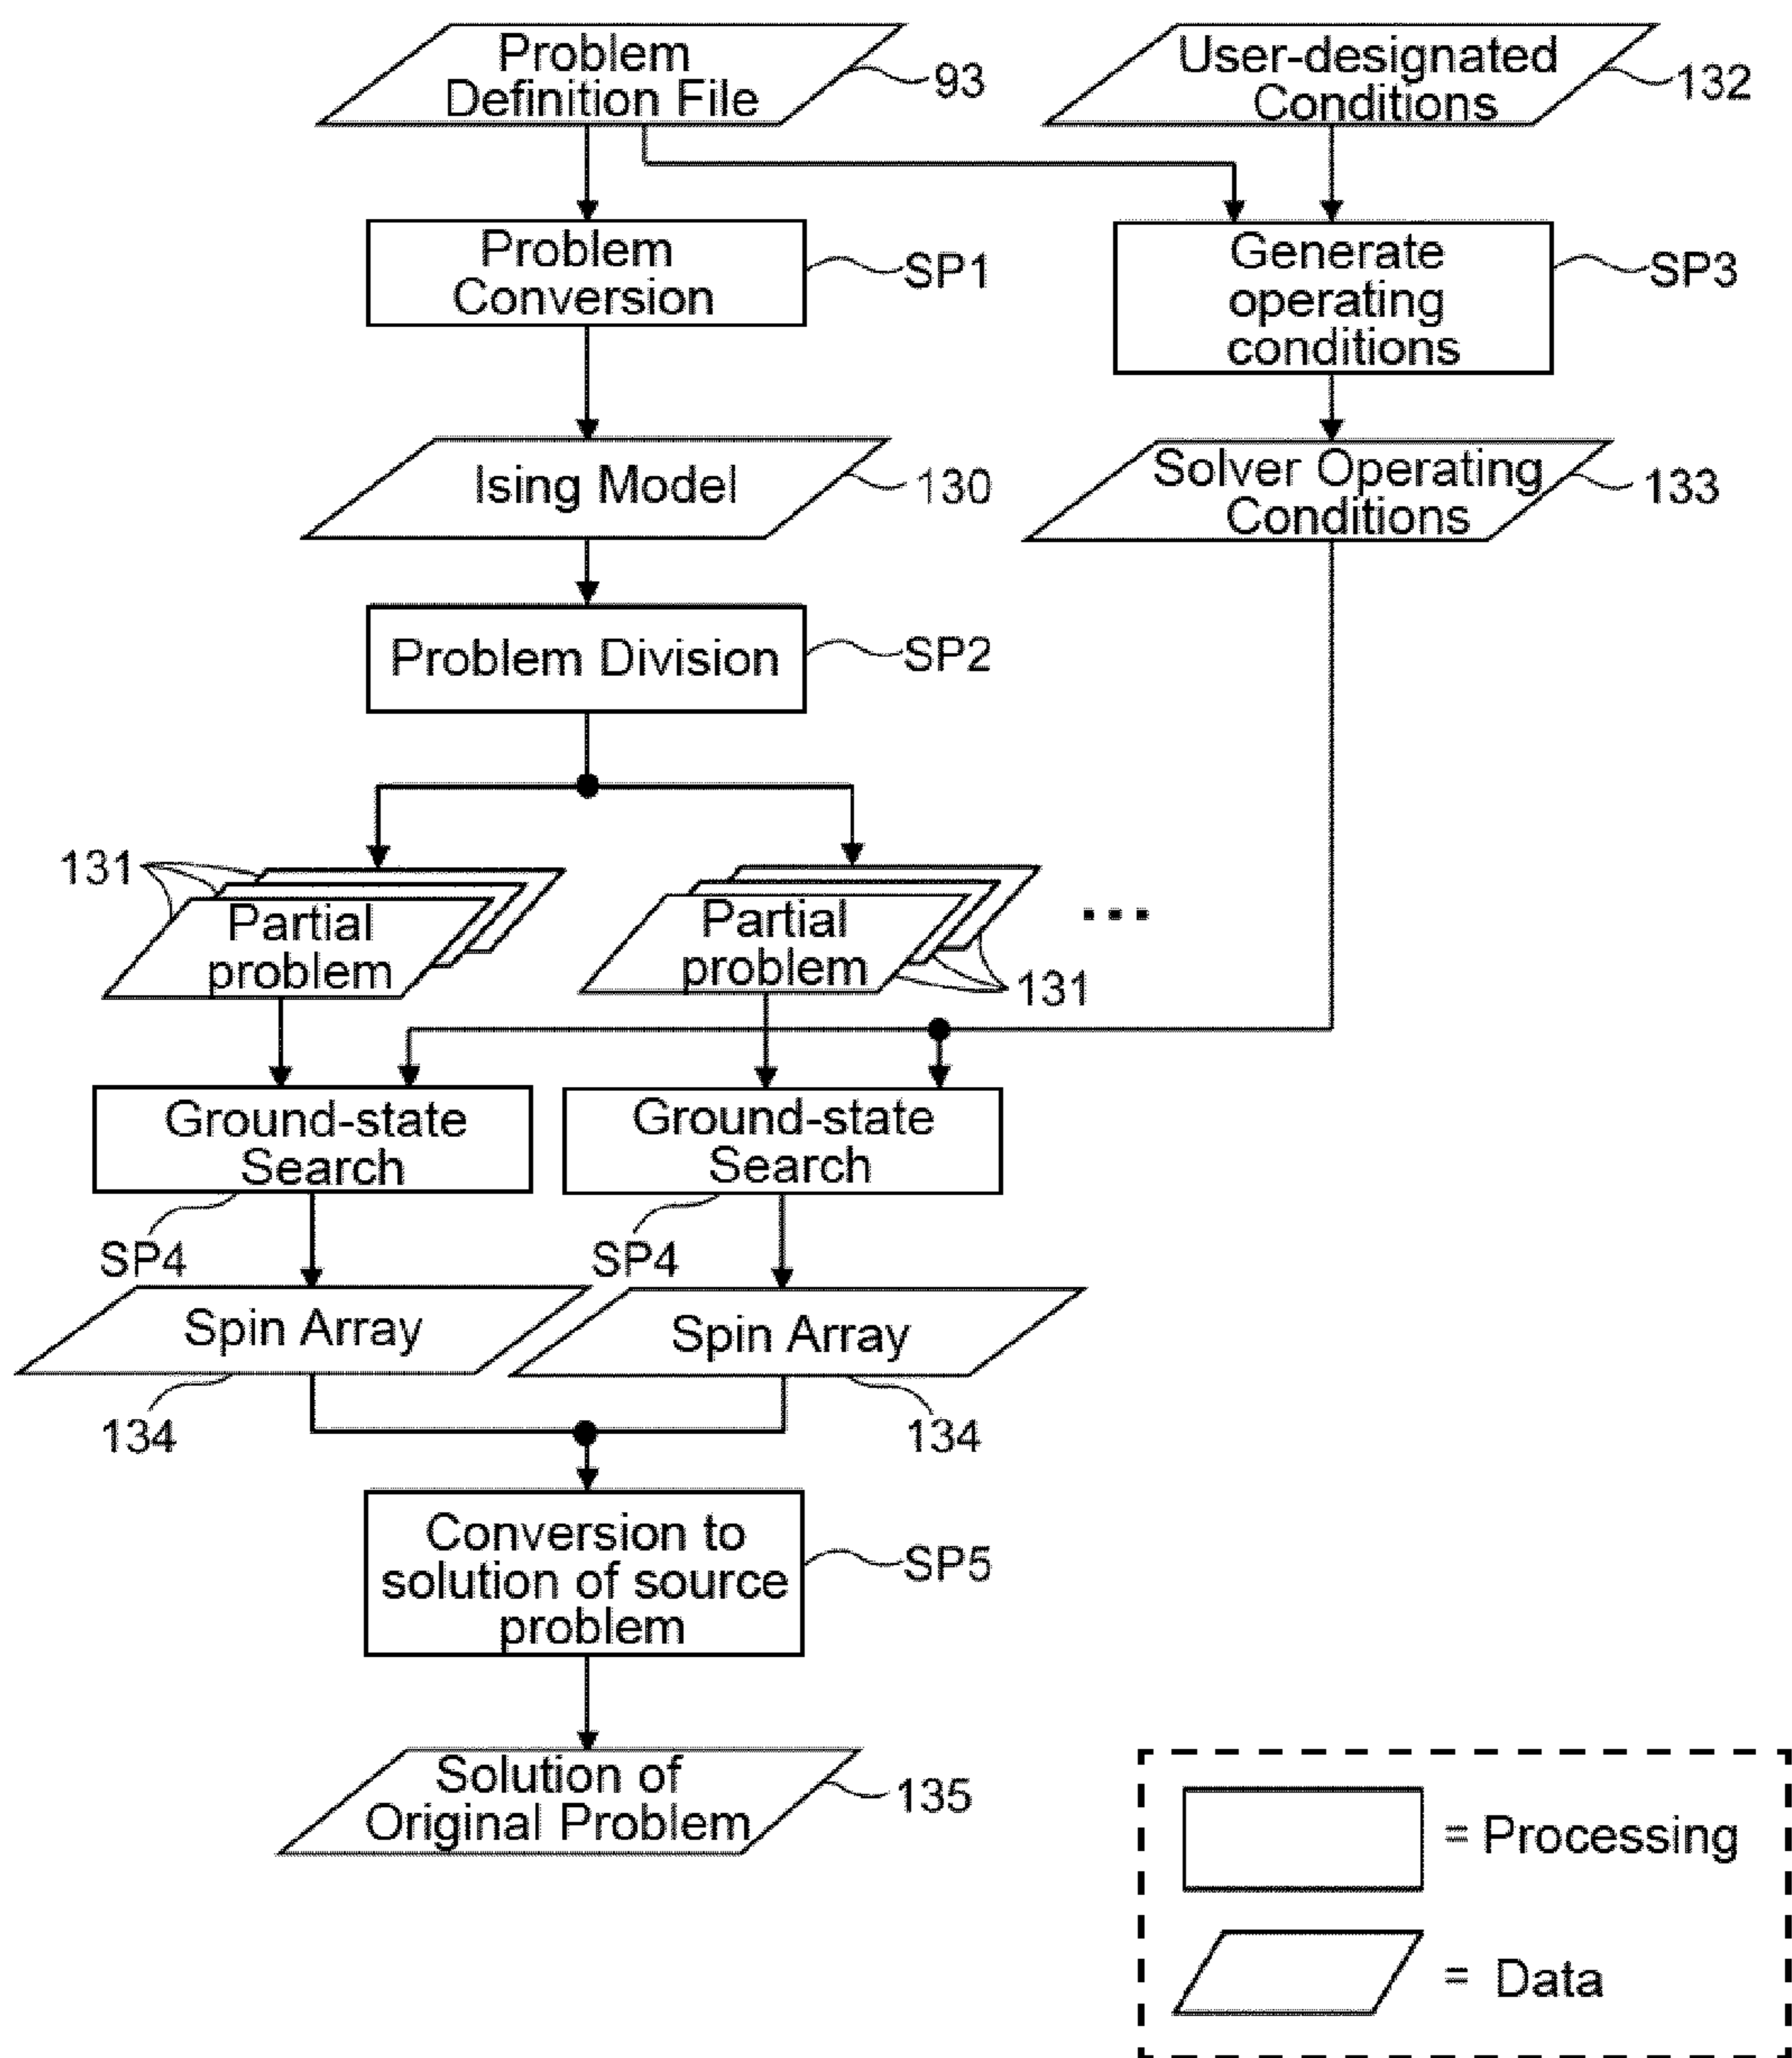 Problem
Definition File
93
User-designated
Conditions
132
Problem
Conversion
SP1
Generate
operating
conditions
SP3
Ising Model
130
Solver Operating
Conditions
133
Problem Division
SP2
131
Partial
problem
Partial
problem
...
131
Ground-state
Search
Ground-state
Search
SP4
SP4
Spin Array
Spin Array
134
134
Conversion to
solution of source
problem
SP5
Solution of
Original Problem
135
= Processing
= Data